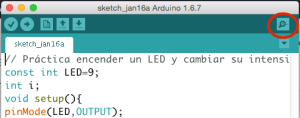 sketch_jan16a Arduino 1.6.7
sketch_jan16a
// Práctica encender un LED y cambiar su intensi
const int LED=9;
int i;
void setup(){
pinMode(LED,OUTPUT);